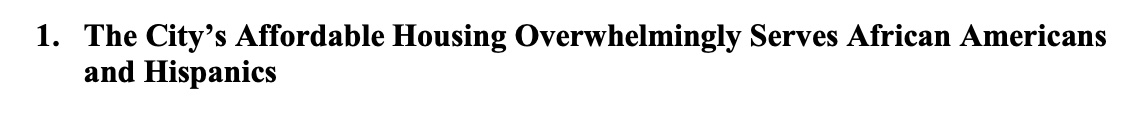 1. The City’s Affordable Housing Overwhelmingly Serves African Americans
and Hispanics